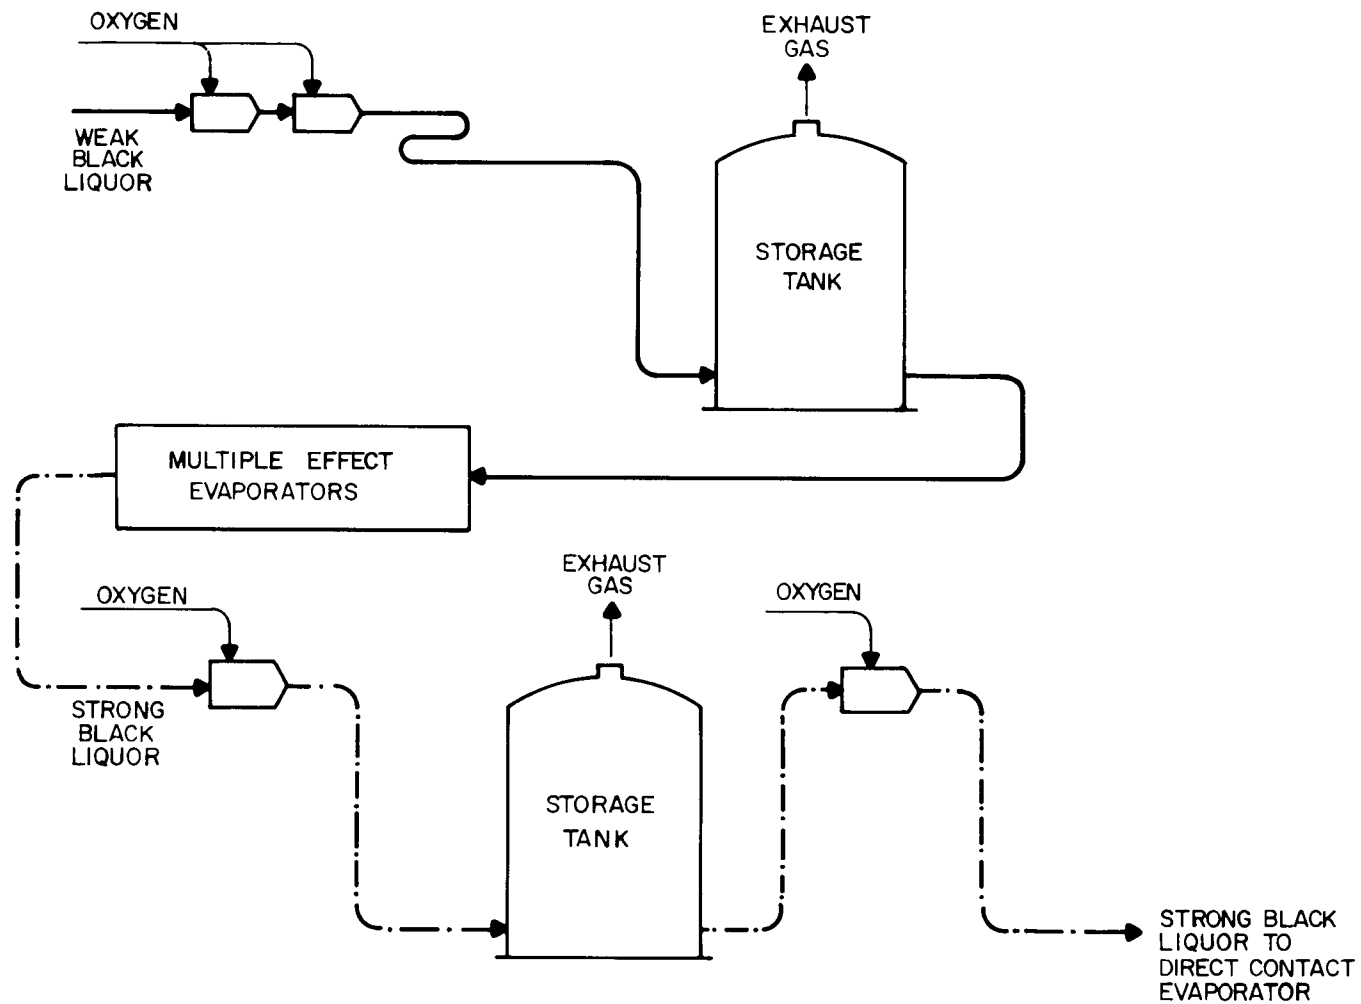 OXYGEN
EXHAUST
GAS
WEAK
BLACK
LIQUOR
STORAGE
TANK
MULTIPLE EFFECT
EVAPORATORS
EXHAUST
GAS
OXYGEN
OXYGEN
STRONG
BLACK
LIQUOR
STORAGE
TANK
STRONG BLACK
LIQUOR TO
DIRECT CONTACT
EVAPORATOR